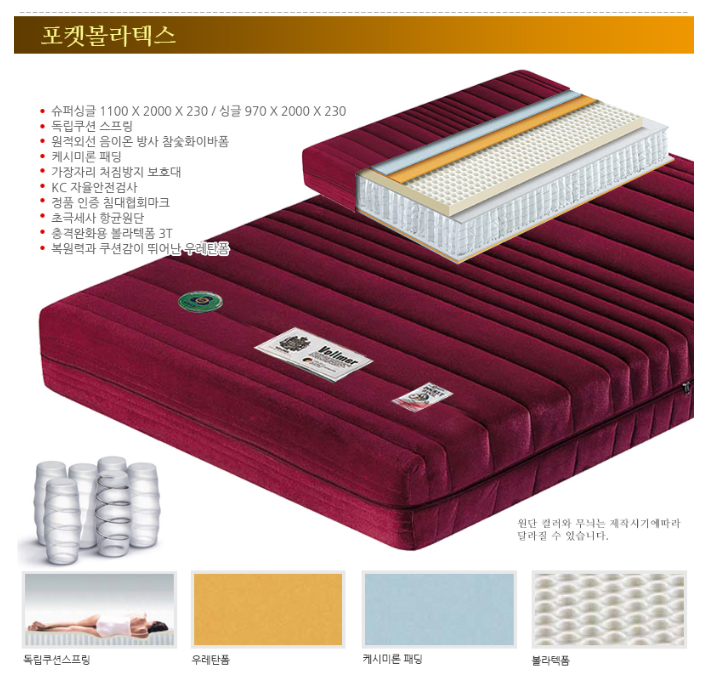 포켓볼라텍스
슈퍼싱글 1100 X 2000 X 230 / 싱글 970 X 2000 X 230
독립쿠션 스프링
원적외선 음이온 방사 참숯화이바폼
케시미론 패딩
가장자리 처짐방지 보호대
KC 자율안전검사
정품 인증 침대협회마크
초극세사 항균원단
충격완화용 볼라텍폼 3T
복원력과 쿠션감이 뛰어난 우레탄폼
Vollmer
원단 컬러와 무늬는 제작시기에따라
달라질 수 있습니다.
독립쿠션스프링
우레탄폼
케시미론 패딩
볼라텍폼